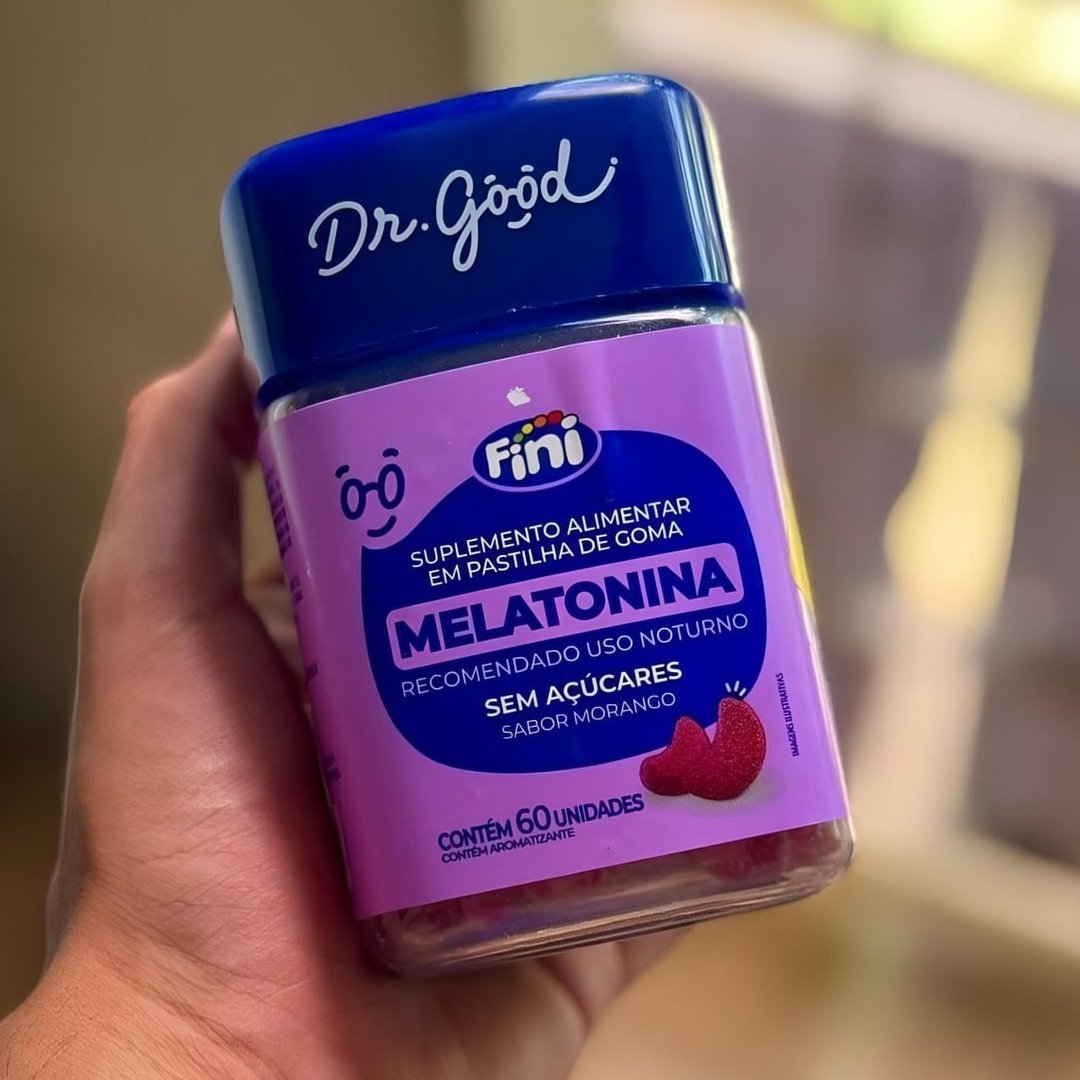 Dr. Good
Fini
SUPLEMENTO ALIMENTAR
EM PASTILHA DE GOMA
MELATONINA
RECOMENDADO USO NOTURNO
SEM AÇÚCARES
SABOR MORANGO
IMAGENS ILUSTRATIVAS
CONTÉM 60 UNIDADES
CONTÉM AROMATIZANTE